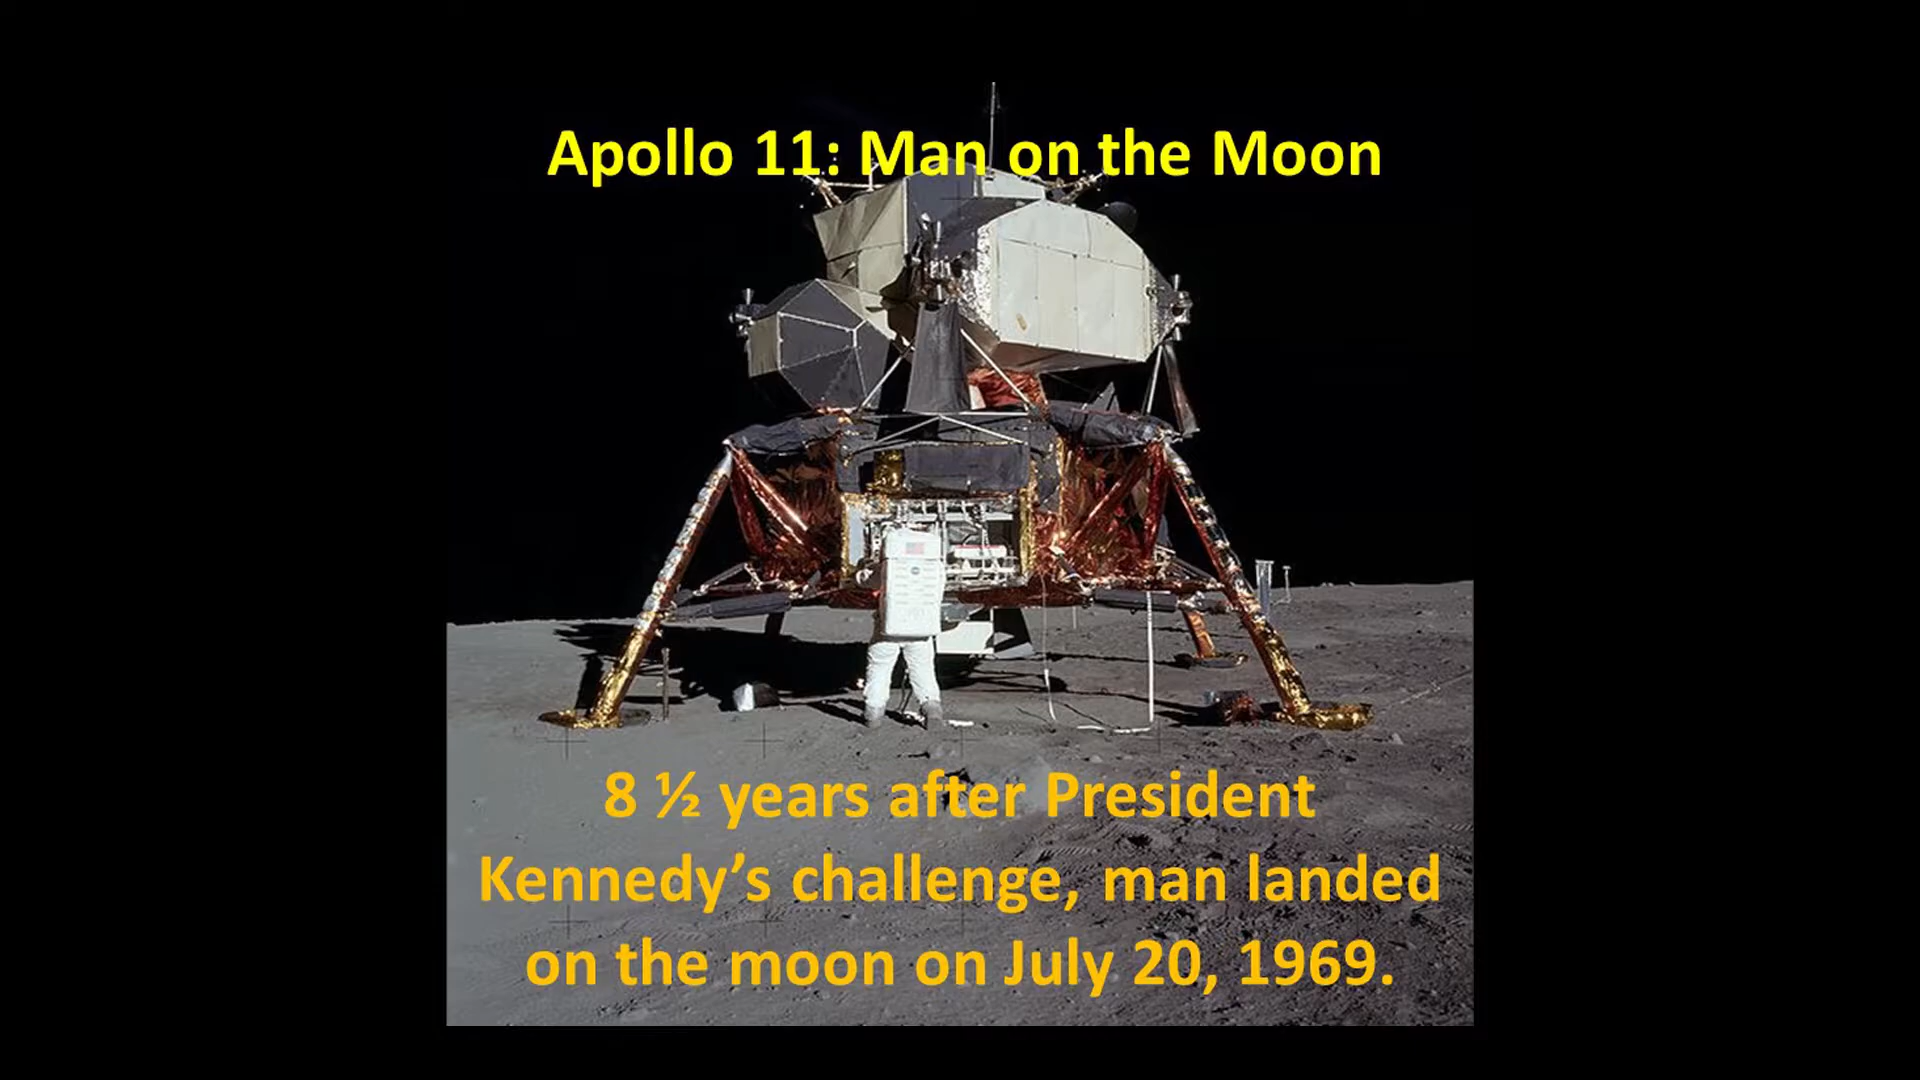 Apollo 11: Man on the Moon
8 ½ years after President
Kennedy’s challenge, man landed
on the moon on July 20, 1969.